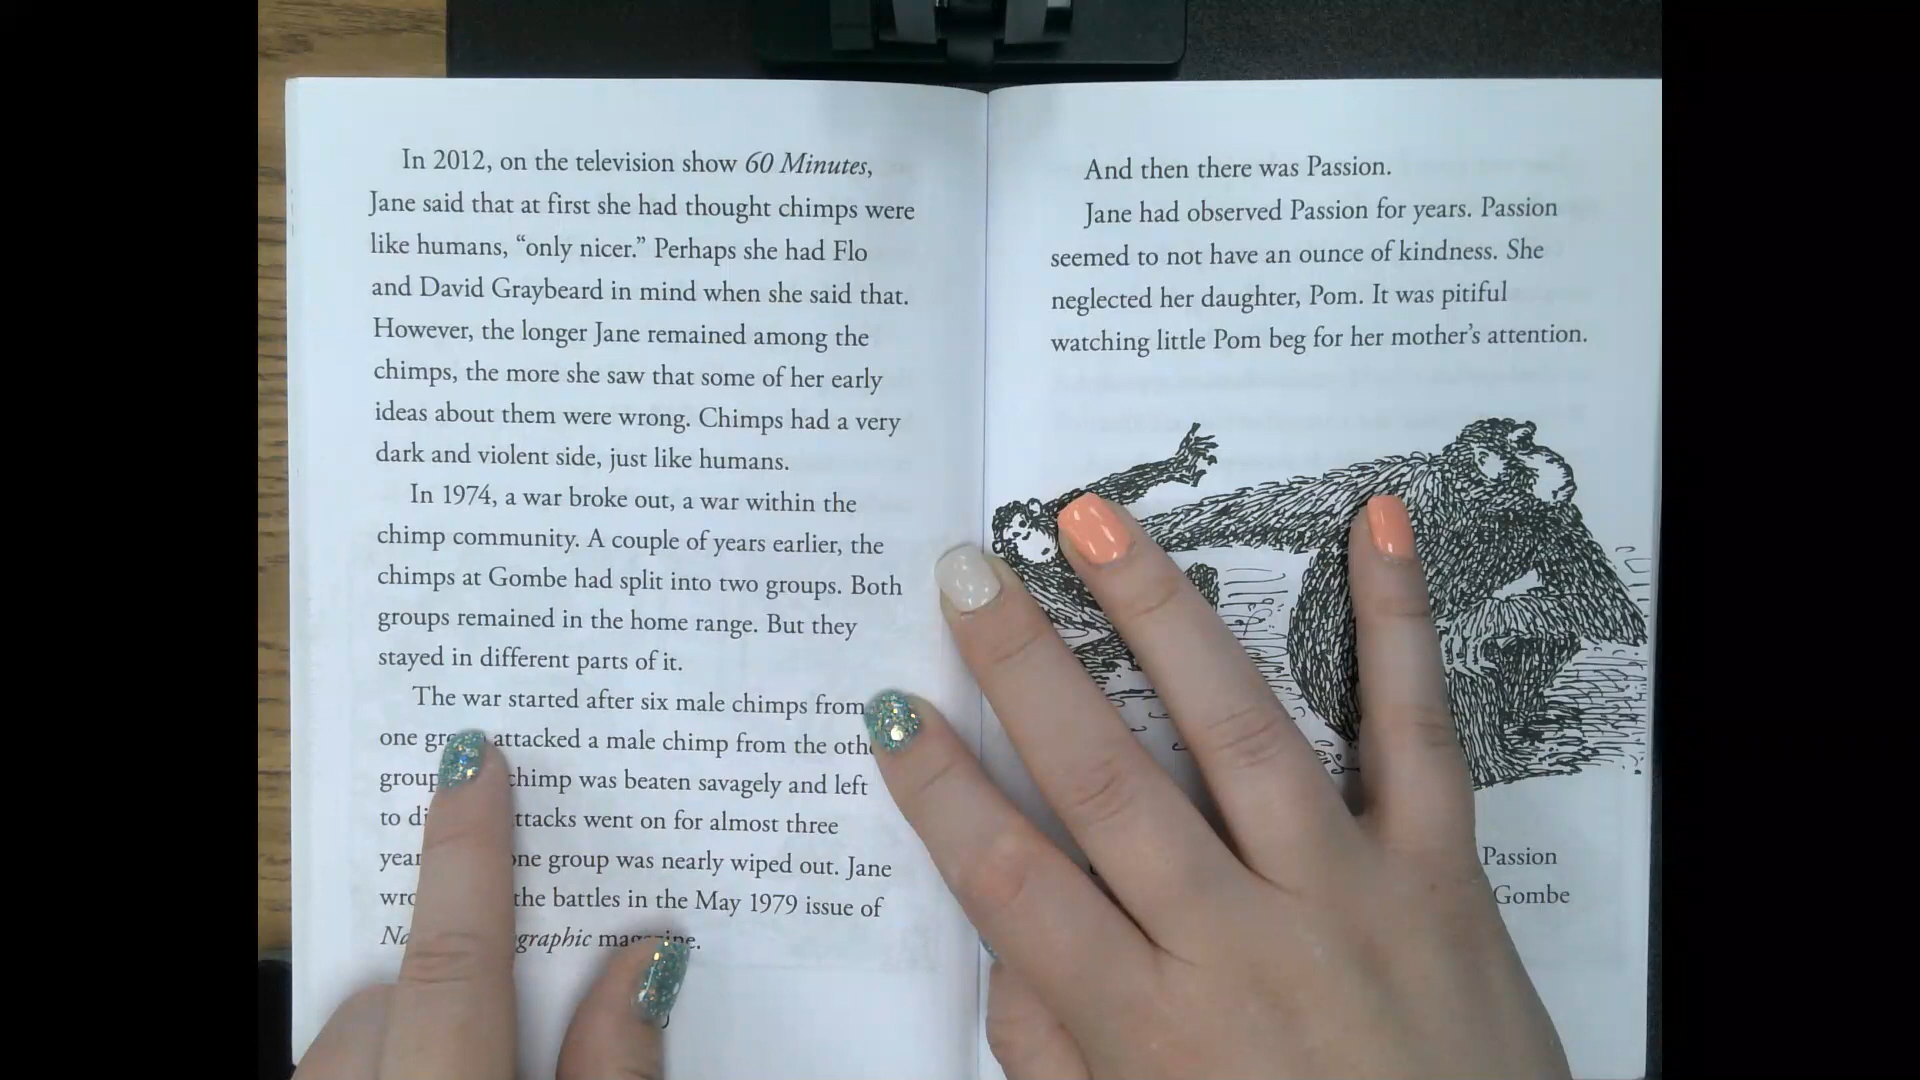 In 2012, on the television show 60 Minutes,
Jane said that at first she had thought chimps were
like humans, “only nicer.” Perhaps she had Flo
and David Graybeard in mind when she said that.
However, the longer Jane remained among the
chimps, the more she saw that some of her early
ideas about them were wrong. Chimps had a very
dark and violent side, just like humans.
In 1974, a war broke out, a war within the
chimp community. A couple of years earlier, the
chimps at Gombe had split into two groups. Both
groups remained in the home range. But they
stayed in different parts of it.
The war started after six male chimps from
one attacked a male chimp from the
group chimp was beaten savagely and left
to went on for almost three
group was nearly wiped out. Jane
the battles in the May 1979 issue of
magazine.
And then there was Passion.
Jane had observed Passion for years. Passion
seemed to not have an ounce of kindness. She
neglected her daughter, Pom. It was pitiful
watching little Pom beg for her mother’s attention.
Passion
Gombe